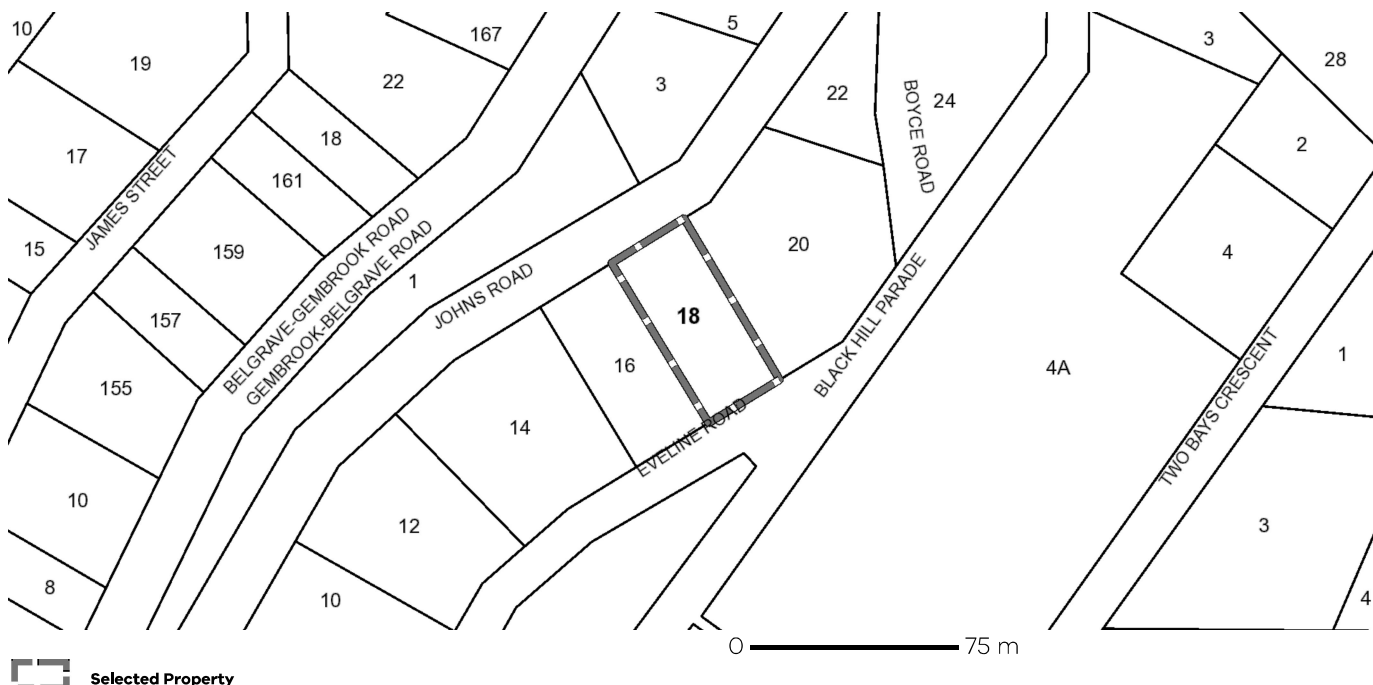 10
167
5
3
28
19
22
3
22
24
BOYCE ROAD
18
2
17
161
JAMES STREET
BELGRAVE-GEMBROOK ROAD
GEMBROOK-BELGRAVE ROAD
15
159
20
4
1
JOHNS ROAD
BLACK HILL PARADE
157
18
16
4A
1
155
14
EVELINE ROAD
TWO BAYS CRESCENT
10
12
3
8
10
4
0 75 m
Selected Property